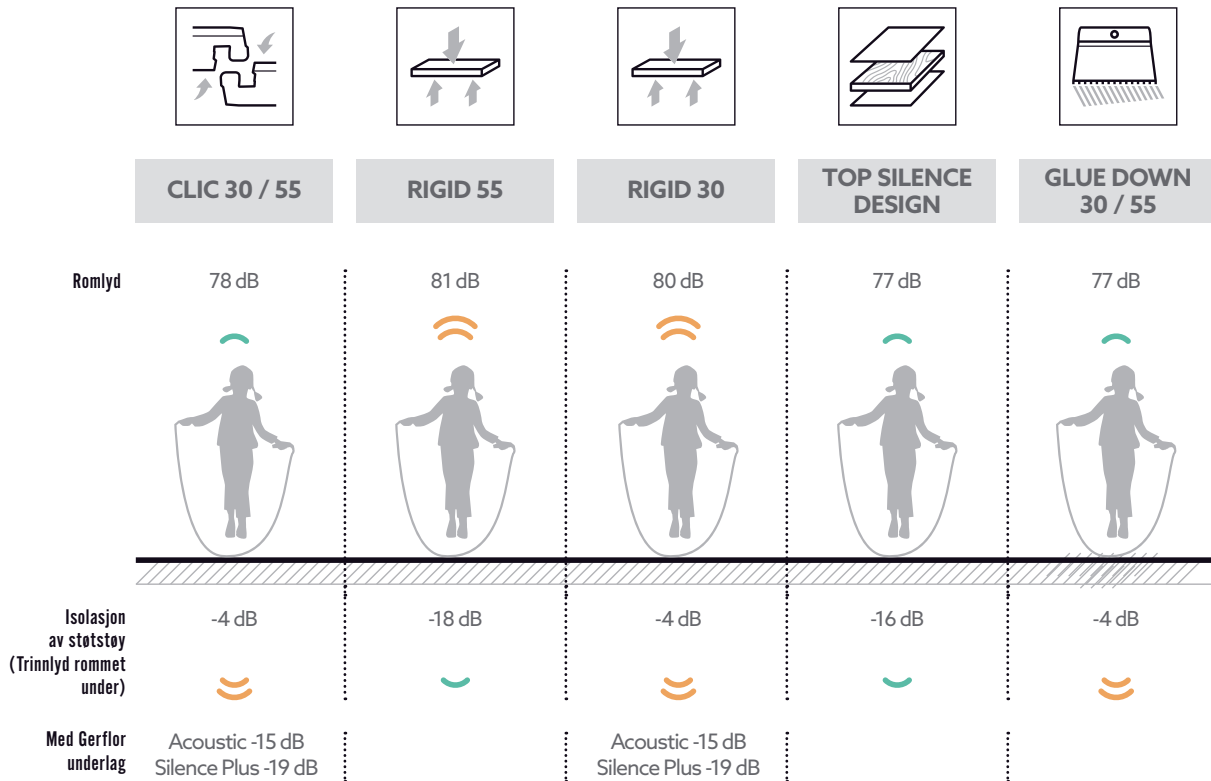 CLIC 30 / 55
RIGID 55
RIGID 30
TOP SILENCE
DESIGN
GLUE DOWN
30 / 55
Romlyd
78 dB
81 dB
80 dB
77 dB
77 dB
Isolasjon
av støtstøy
(Trinnlyd rommet
under)
-4 dB
-18 dB
-4 dB
-16 dB
-4 dB
Med Gerflor
underlag
Acoustic -15 dB
Silence Plus -19 dB
Acoustic -15 dB
Silence Plus -19 dB